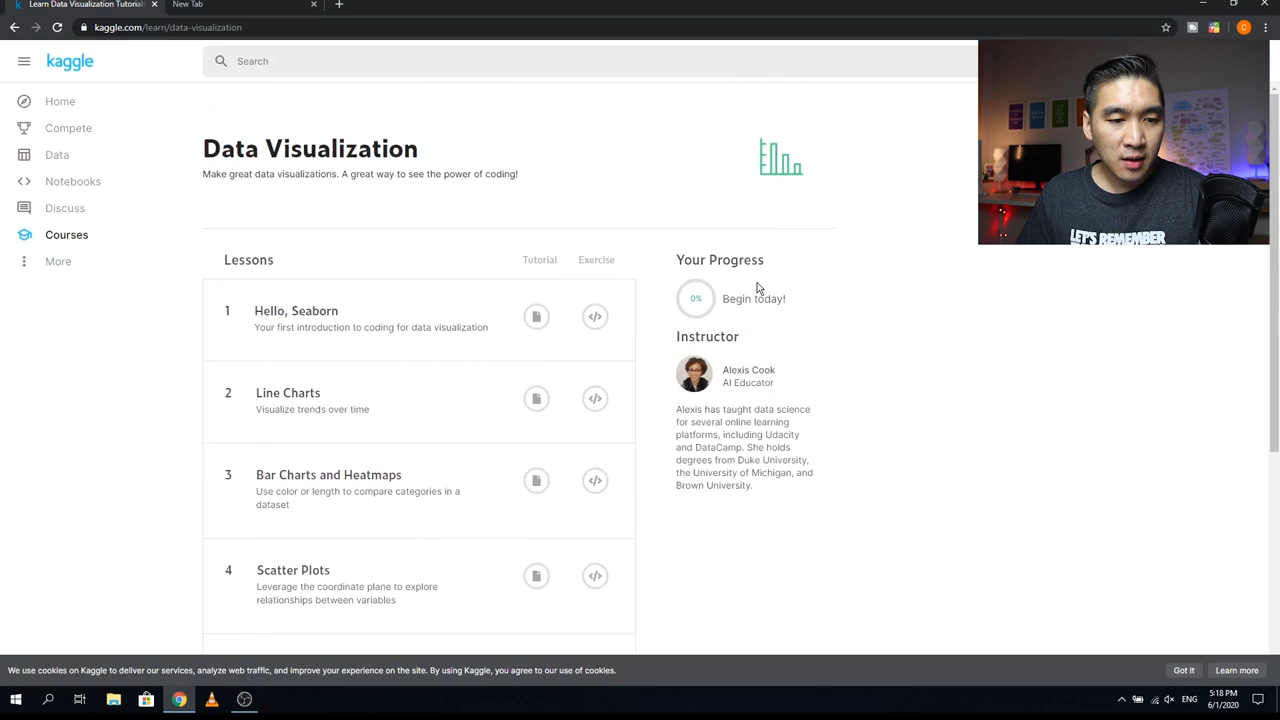 Learn Data Visualization Tutorial
New Tab
kaggle.com/learn/data-visualization
C
kaggle
Search
Home
Compete
Data
Notebooks
Discuss
Courses
More
Data Visualization
Make great data visualizations. A great way to see the power of coding!
Lessons
Tutorial
Exercise
1
Hello, Seaborn
Your first introduction to coding for data visualization
2
Line Charts
Visualize trends over time
3
Bar Charts and Heatmaps
Use color or length to compare categories in a
dataset
4
Scatter Plots
Leverage the coordinate plane to explore
relationships between variables
Your Progress
0%
Begin today!
Instructor
Alexis Cook
AI Educator
Alexis has taught data science
for several online learning
platforms, including Udacity
and DataCamp. She holds
degrees from Duke University,
the University of Michigan, and
Brown University.
LET'S REMEMBER
We use cookies on Kaggle to deliver our services, analyze web traffic, and improve your experience on the site. By using Kaggle, you agree to our use of cookies.
Got it
Learn more
ENG
5:18 PM
6/1/2020